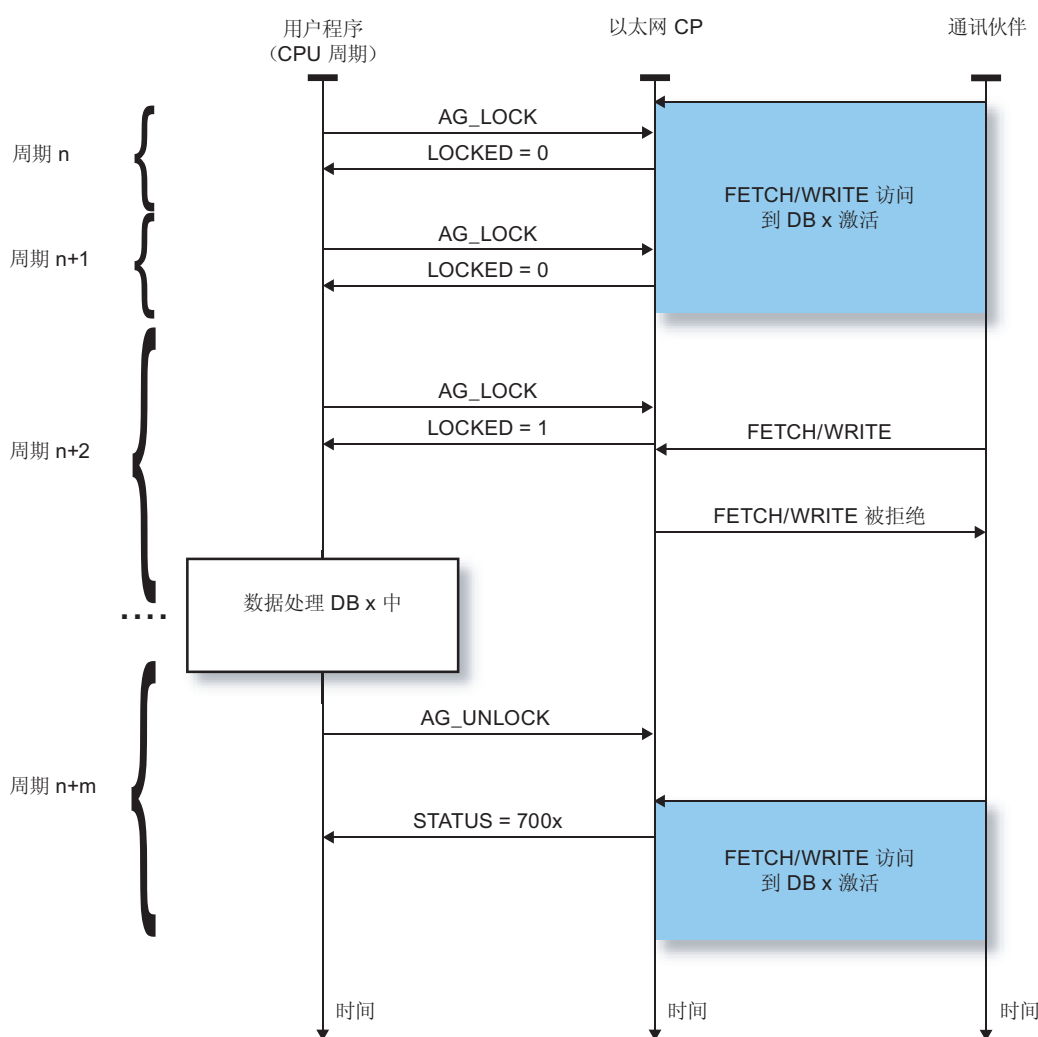 用户程序
（CPU 周期）
以太网 CP
通讯伙伴
周期 n
AG_LOCK
LOCKED = 0
FETCH/WRITE 访问
到 DB x 激活
周期 n+1
AG_LOCK
LOCKED = 0
周期 n+2
AG_LOCK
LOCKED = 1
FETCH/WRITE
FETCH/WRITE 被拒绝
数据处理 DB x 中
....
周期 n+m
AG_UNLOCK
STATUS = 700x
FETCH/WRITE 访问
到 DB x 激活
时间
时间
时间